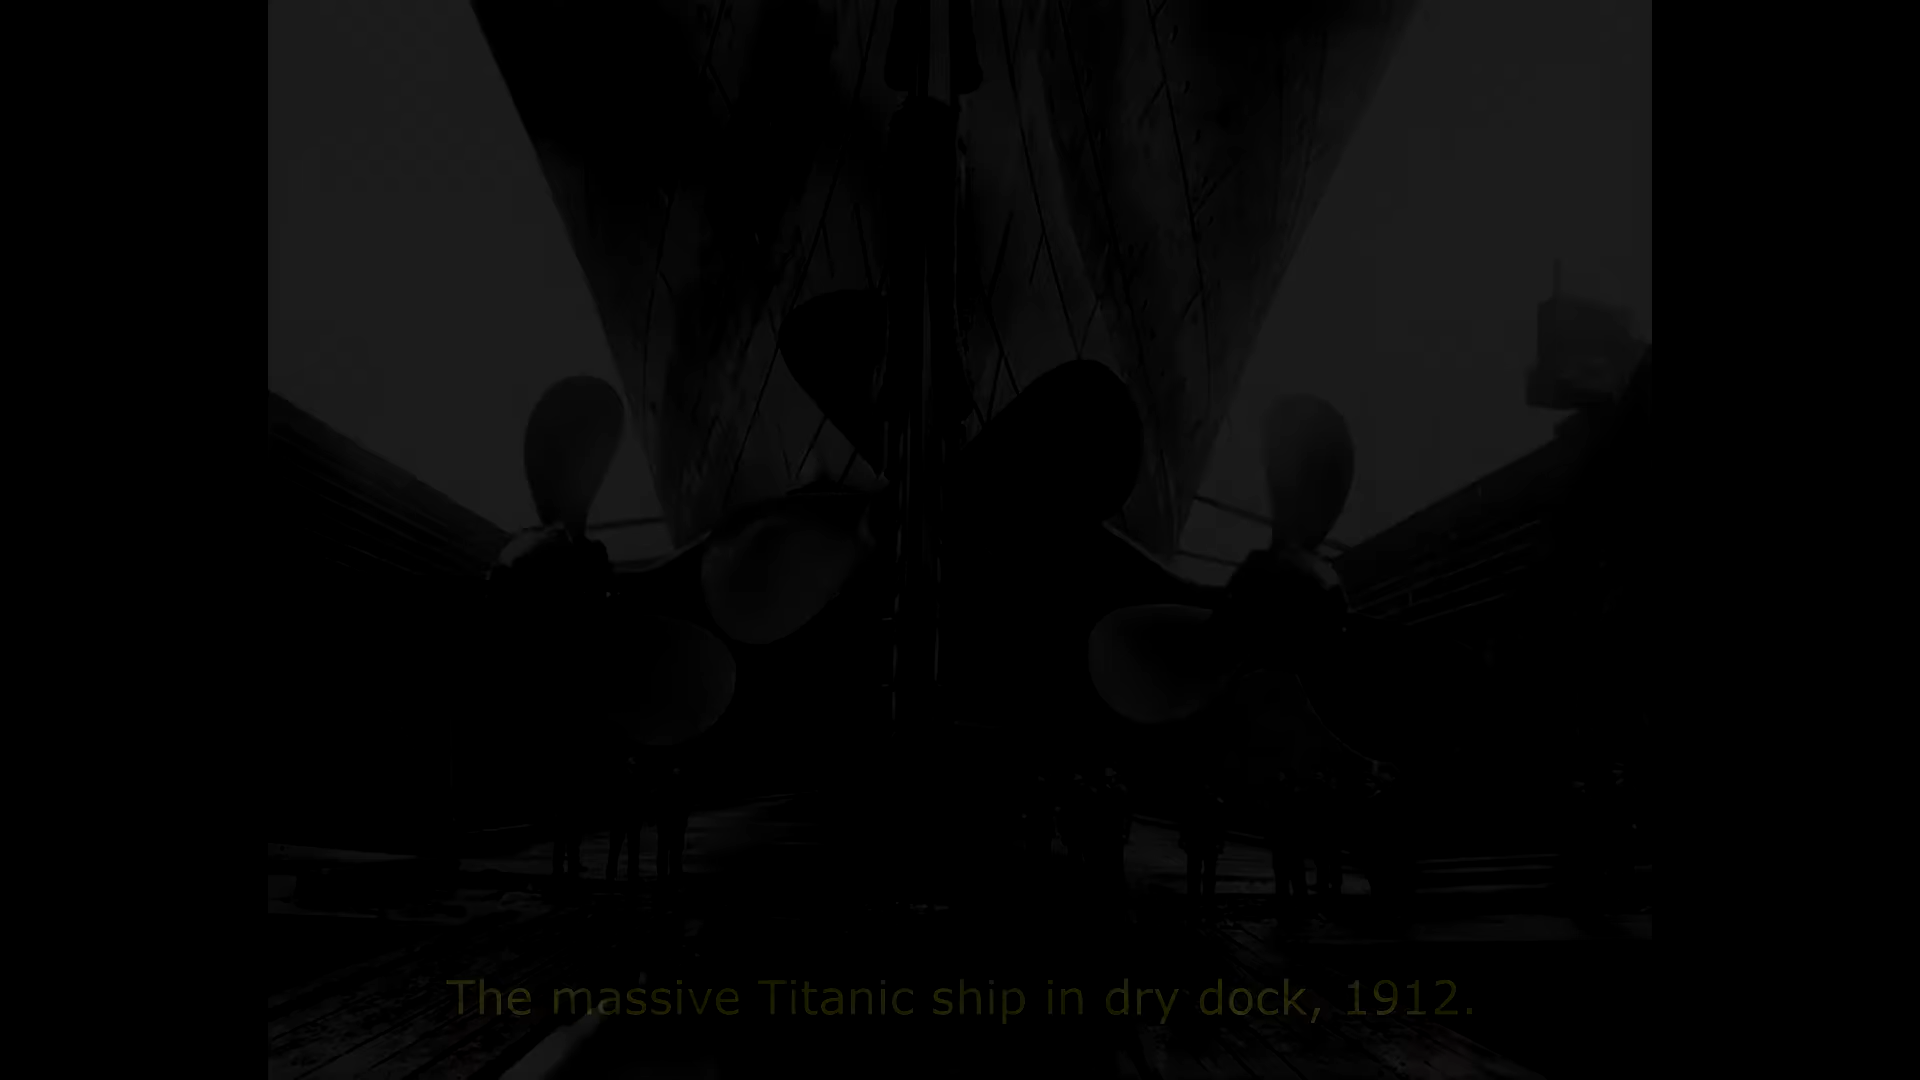 The massive Titanic ship in dry dock, 1912.